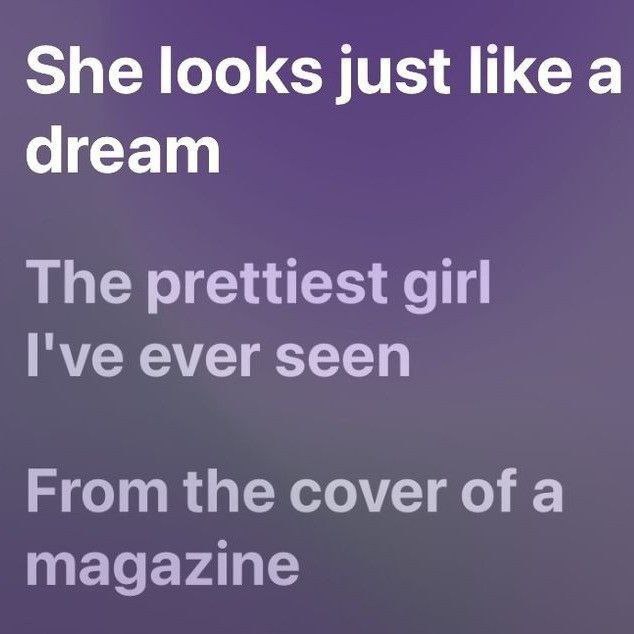 She looks just like a
dream
The prettiest girl
I've ever seen
From the cover of a
magazine